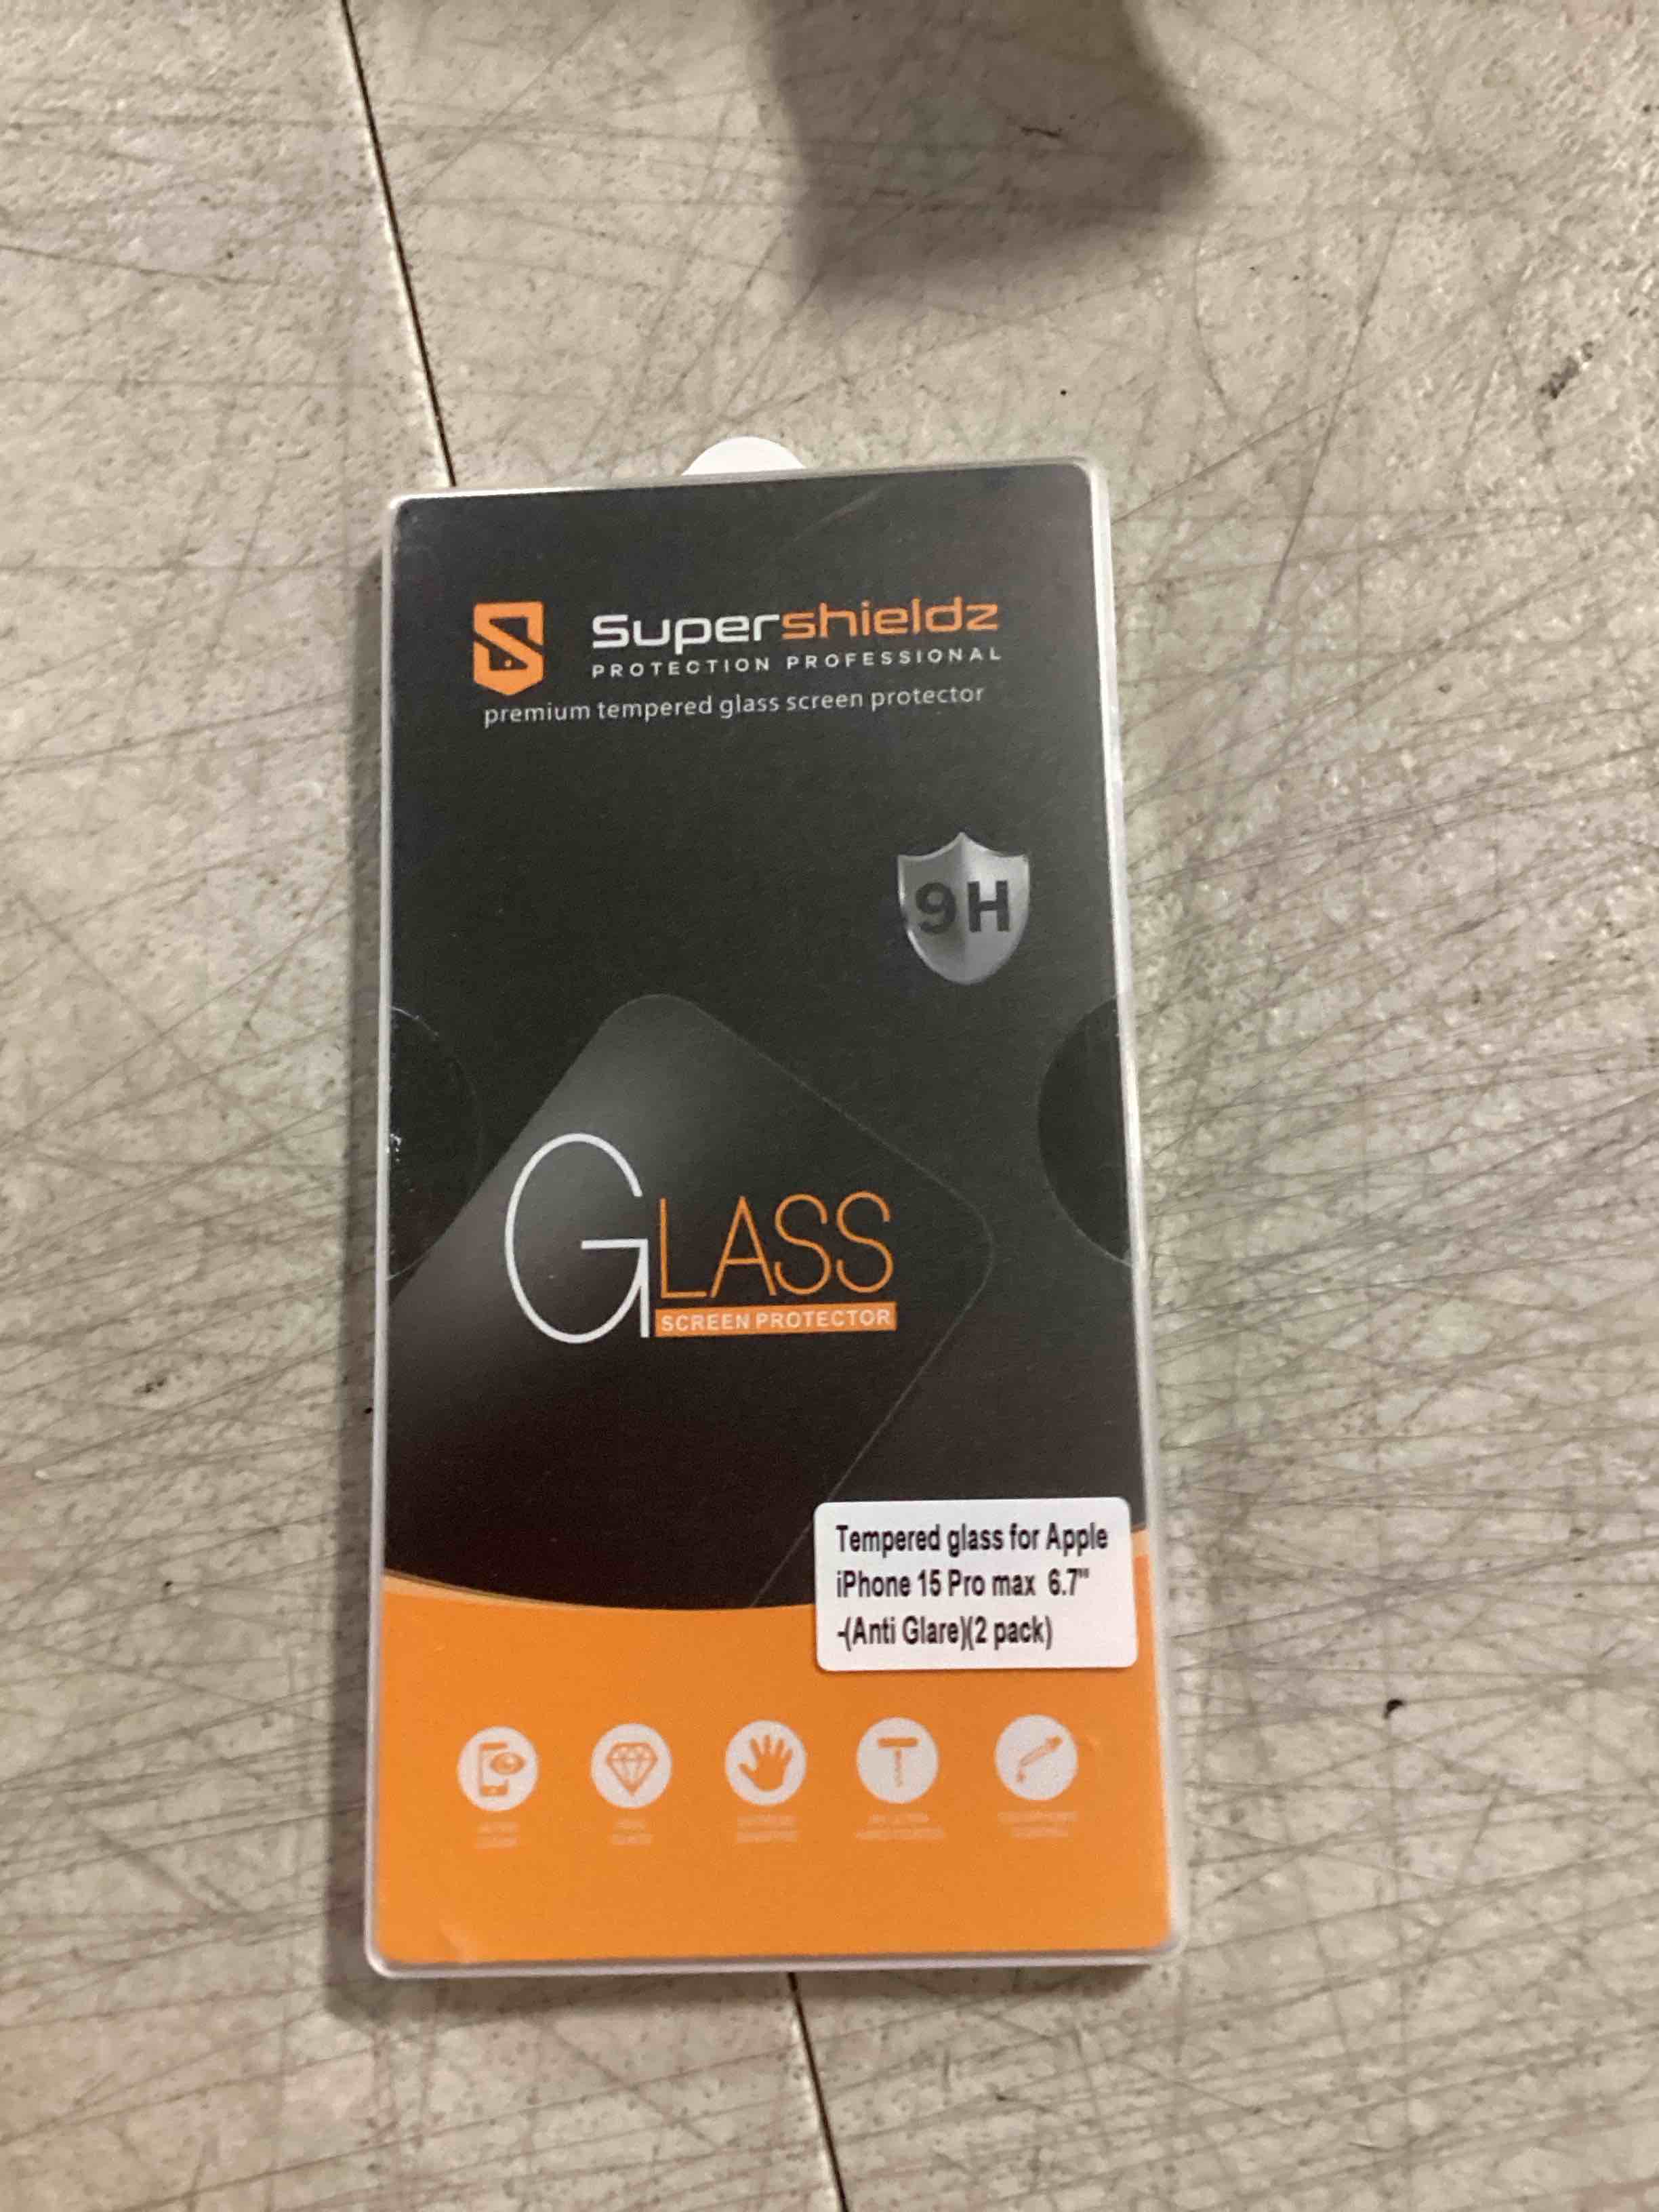 Supershieldz
PROTECTION PROFESSIONAL
premium tempered glass screen protector
9H
GLASS
SCREEN PROTECTOR
Tempered glass for Apple
iPhone 15 Pro max 6.7"
-(Anti Glare)(2 pack)